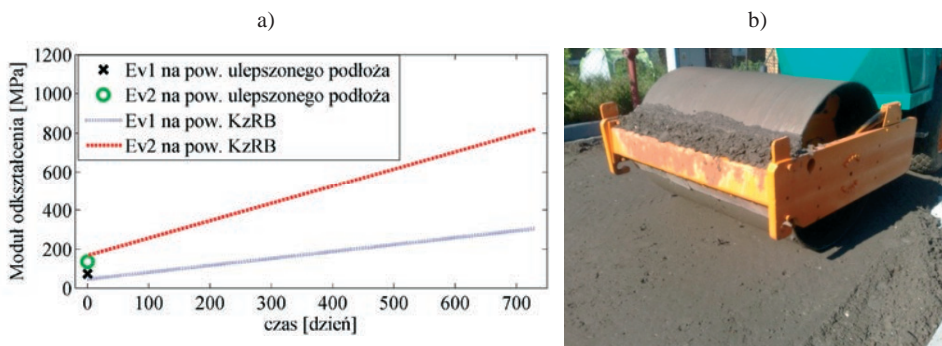 a)
b)
Moduł odkształcenia [MPa]
1200
1000
800
600
400
200
0
Ev1 na pow. ulepszonego podłoża
Ev2 na pow. ulepszonego podłoża
Ev1 na pow. KzRB
Ev2 na pow. KzRB
0 100 200 300 400 500 600 700
czas [dzień]